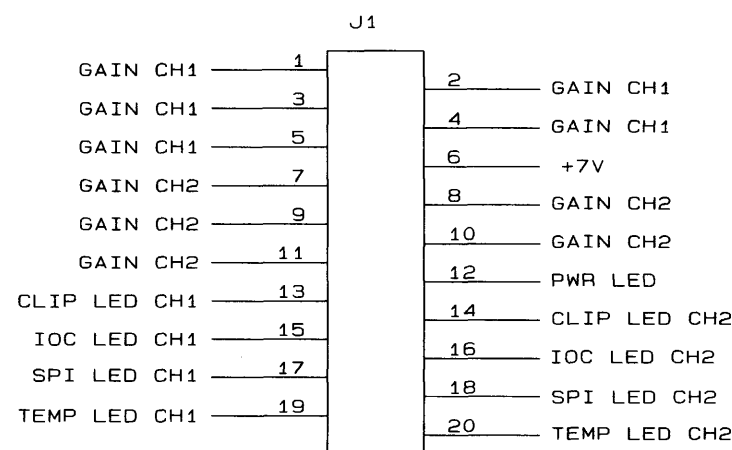 J1
GAIN CH1 1
2 GAIN CH1
GAIN CH1 3
4 GAIN CH1
GAIN CH1 5
6 +7V
GAIN CH2 7
8 GAIN CH2
GAIN CH2 9
10 GAIN CH2
GAIN CH2 11
12 PWR LED
CLIP LED CH1 13
14 CLIP LED CH2
IOC LED CH1 15
16 IOC LED CH2
SPI LED CH1 17
18 SPI LED CH2
TEMP LED CH1 19
20 TEMP LED CH2